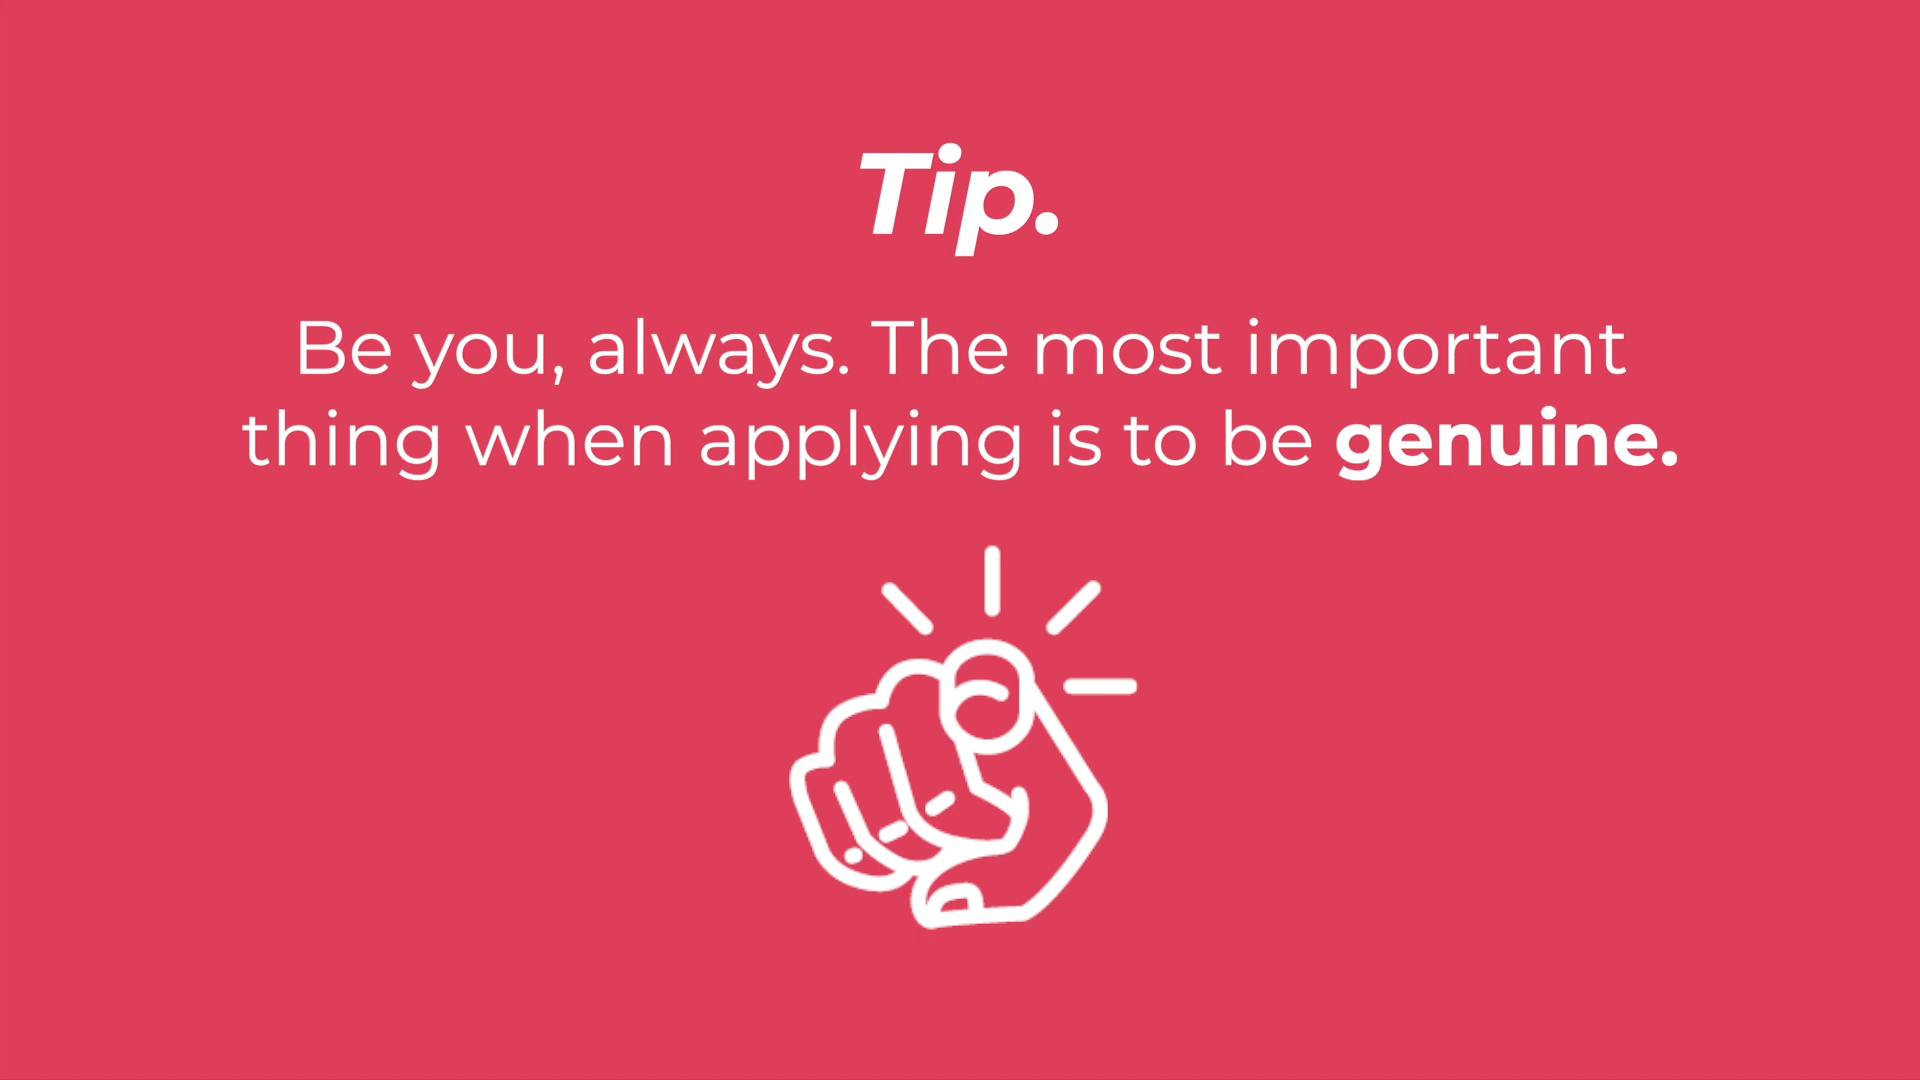 Tip.
Be you, always. The most important
thing when applying is to be genuine.